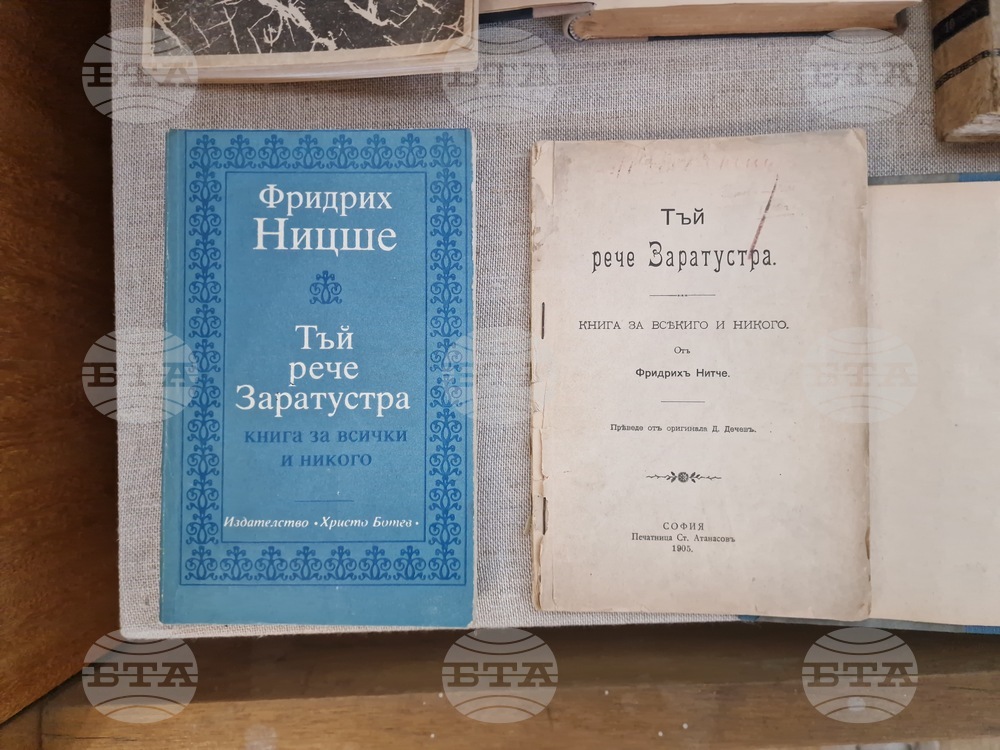 Фридрих
Ницше
Тъй
рече
Заратустра
книга за всички
и никого
Издателство • Христо Ботев •
Тъй
рече Заратустра.
КНИГА ЗА ВСѢКИГО И НИКОГО.
Отъ
Фридрихъ Нитче.
Прѣведе отъ оригинала Д. Дечевъ.
СОФИЯ
Печатница Ст. Атанасовъ
1905.
БТА
БТА
БТА
БТА
БТА
БТА
БТА
БТА
БТА